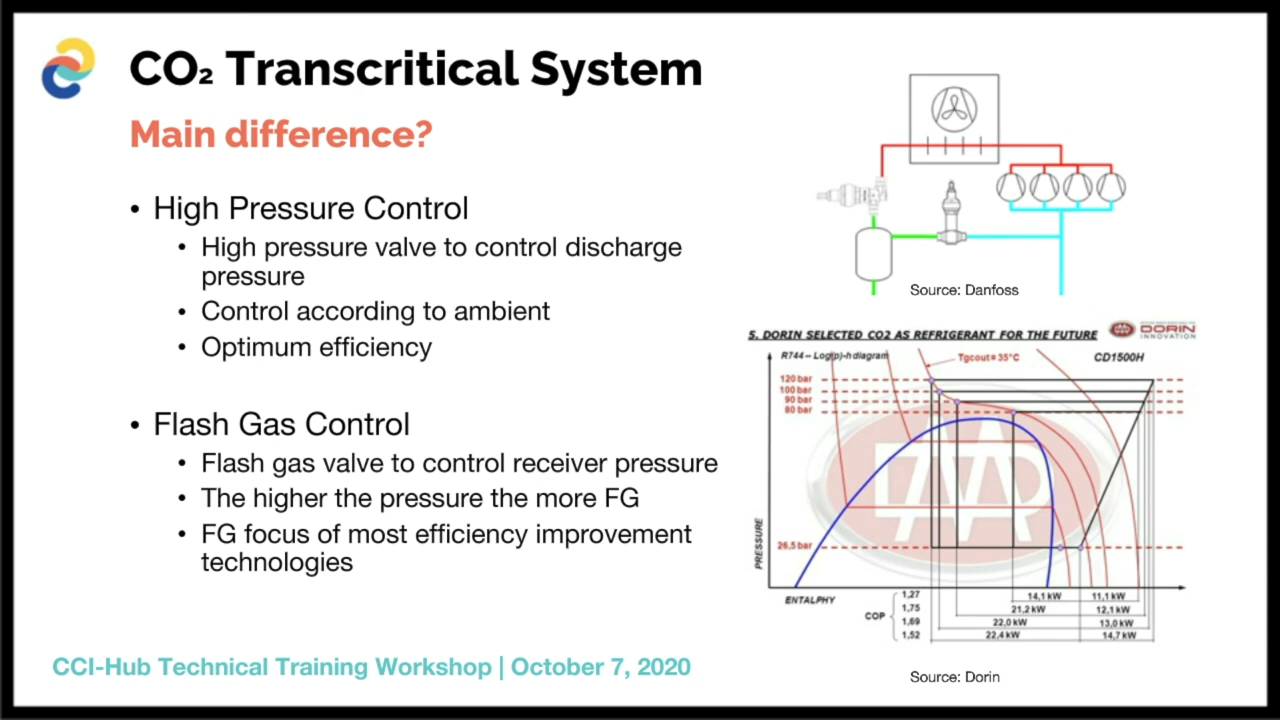 CO₂ Transcritical System
Main difference?
• High Pressure Control
• High pressure valve to control discharge
pressure
• Control according to ambient
• Optimum efficiency
• Flash Gas Control
• Flash gas valve to control receiver pressure
• The higher the pressure the more FG
• FG focus of most efficiency improvement
technologies
CCI-Hub Technical Training Workshop | October 7, 2020
Source: Danfoss
5. DORIN SELECTED CO2 AS REFRIGERANT FOR THE FUTURE
DORIN
INNOVATION
R744 – Log(p)-h diagram
Tgcout = 35°C
CD1500H
120 bar
100 bar
90 bar
80 bar
PRESSURE
26,5 bar
ENTALPHY
COP
1,27
1,75
1,69
1,52
14,1 kW
11,1 kW
21,2 kW
12,1 kW
22,0 kW
13,0 kW
22,4 kW
14,7 kW
Source: Dorin